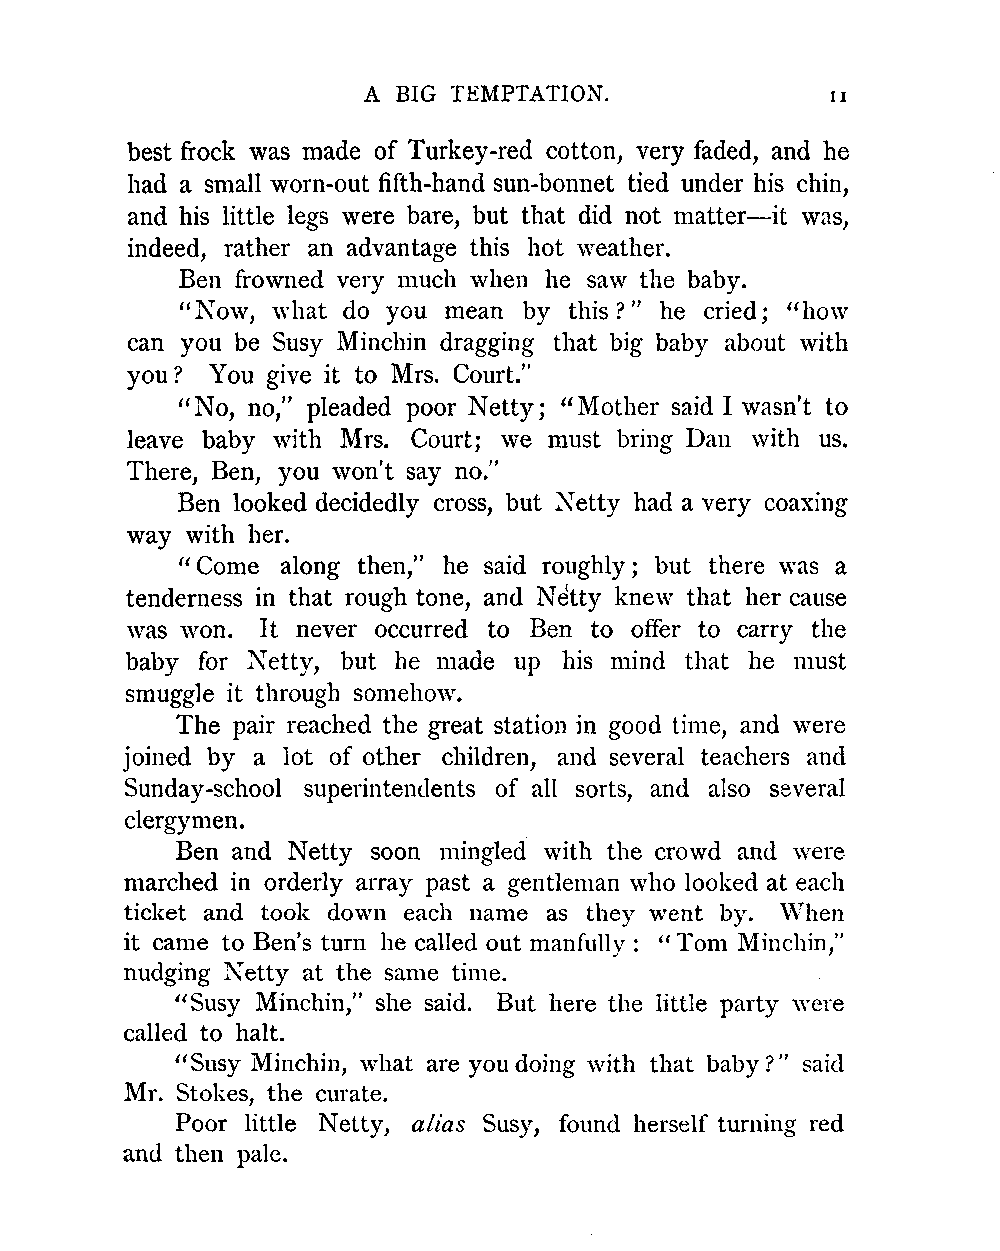 A BIG TEMPTATION. 11
best frock was made of Turkey-red cotton, very faded, and he
had a small worn-out fifth-hand sun-bonnet tied under his chin,
and his little legs were bare, but that did not matter—it was,
indeed, rather an advantage this hot weather.
Ben frowned very much when he saw the baby.
"Now, what do you mean by this?" he cried; "how
can you be Susy Minchin dragging that big baby about with
you? You give it to Mrs. Court."
"No, no," pleaded poor Netty; "Mother said I wasn't to
leave baby with Mrs. Court; we must bring Dan with us.
There, Ben, you won't say no."
Ben looked decidedly cross, but Netty had a very coaxing
way with her.
"Come along then," he said roughly; but there was a
tenderness in that rough tone, and Netty knew that her cause
was won. It never occurred to Ben to offer to carry the
baby for Netty, but he made up his mind that he must
smuggle it through somehow.
The pair reached the great station in good time, and were
joined by a lot of other children, and several teachers and
Sunday-school superintendents of all sorts, and also several
clergymen.
Ben and Netty soon mingled with the crowd and were
marched in orderly array past a gentleman who looked at each
ticket and took down each name as they went by. When
it came to Ben's turn he called out manfully: "Tom Minchin,"
nudging Netty at the same time.
"Susy Minchin," she said. But here the little party were
called to halt.
"Susy Minchin, what are you doing with that baby?" said
Mr. Stokes, the curate.
Poor little Netty, alias Susy, found herself turning red
and then pale.